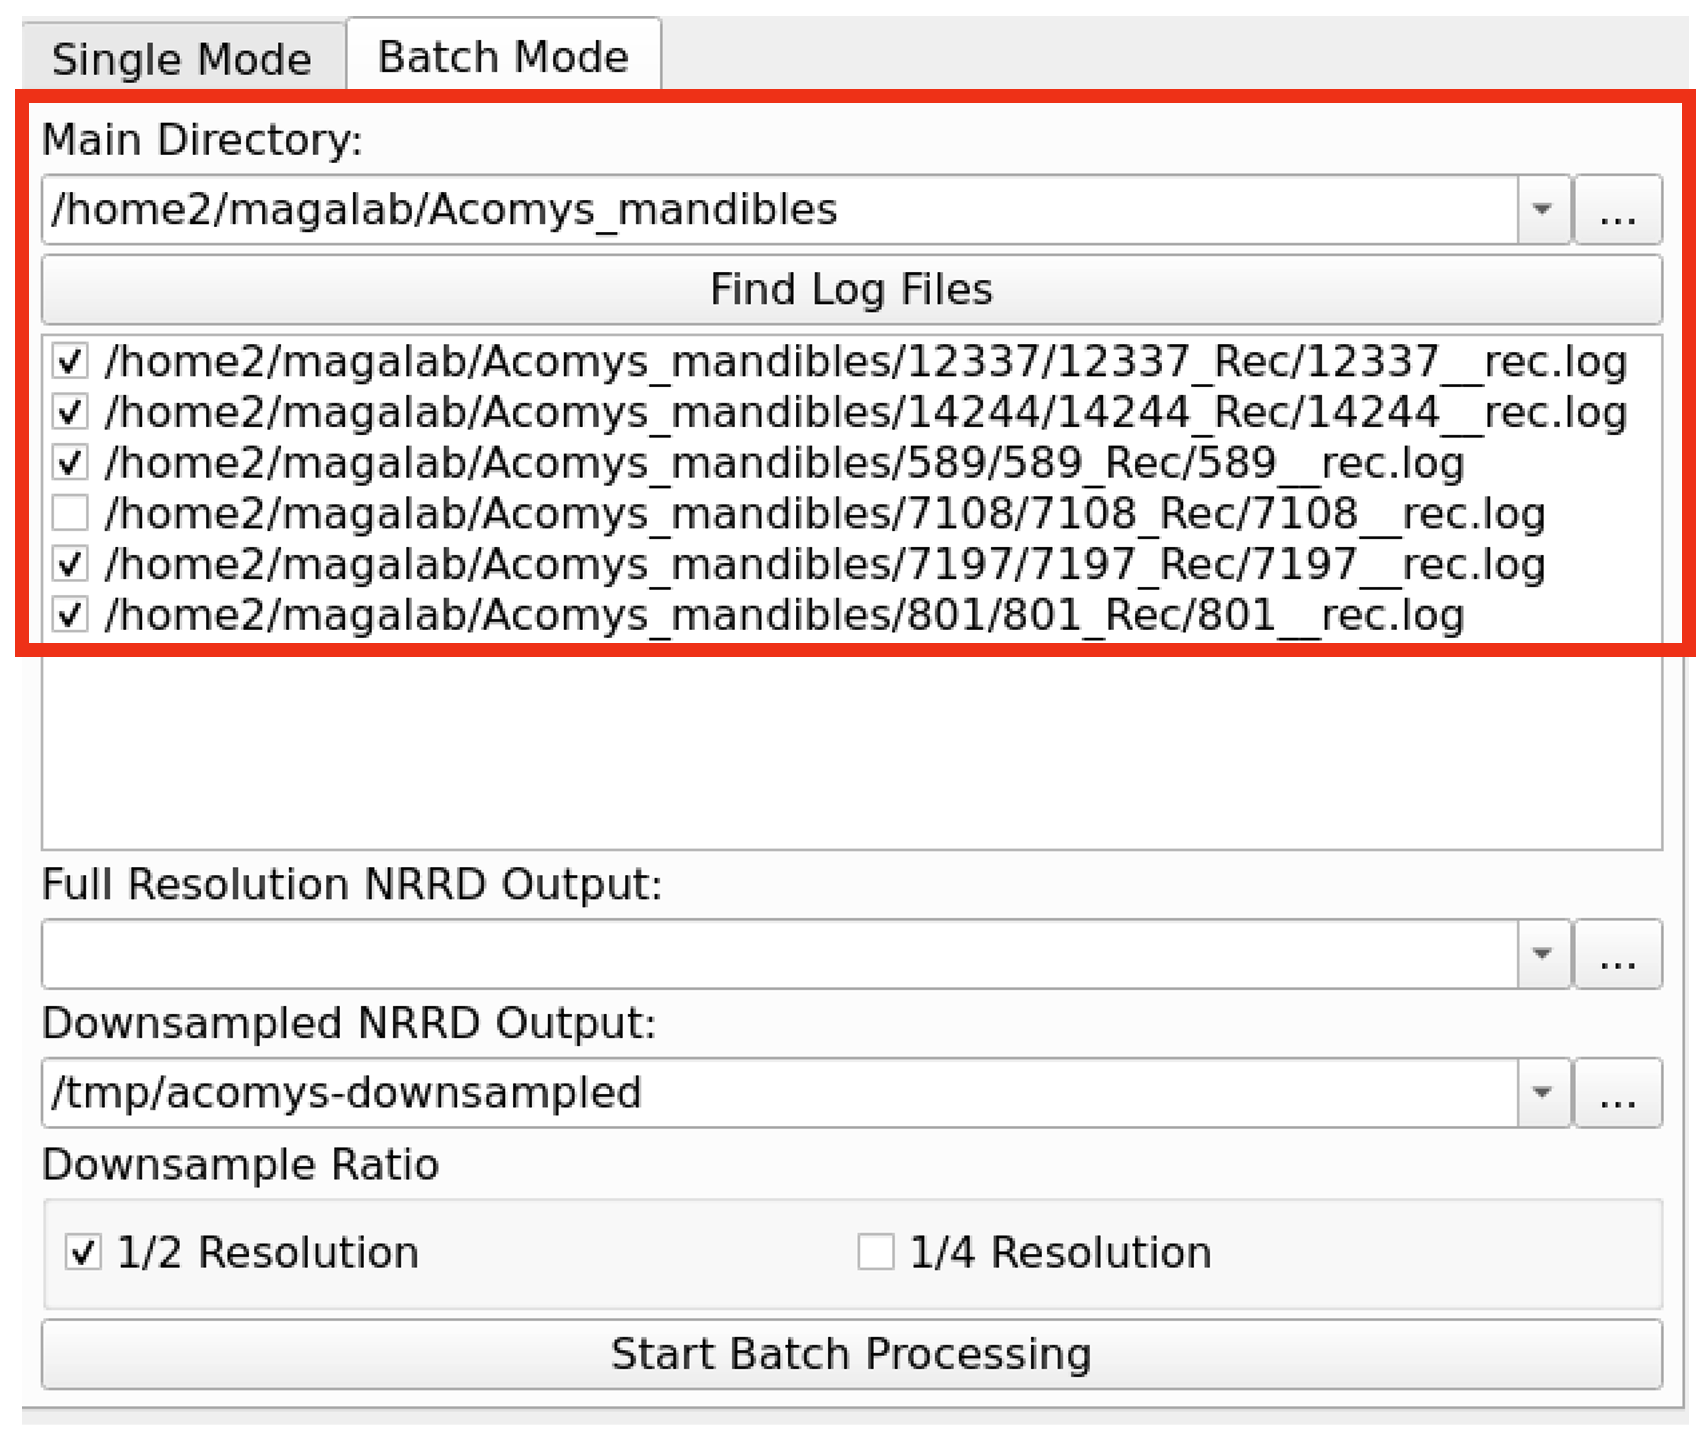 Single Mode Batch Mode
Main Directory:
/home2/magalab/Acomys_mandibles ...
Find Log Files
/home2/magalab/Acomys_mandibles/12337/12337_Rec/12337__rec.log
/home2/magalab/Acomys_mandibles/14244/14244_Rec/14244__rec.log
/home2/magalab/Acomys_mandibles/589/589_Rec/589__rec.log
/home2/magalab/Acomys_mandibles/7108/7108_Rec/7108__rec.log
/home2/magalab/Acomys_mandibles/7197/7197_Rec/7197__rec.log
/home2/magalab/Acomys_mandibles/801/801_Rec/801__rec.log
Full Resolution NRRD Output:
...
Downsampled NRRD Output:
/tmp/acomys-downsampled ...
Downsample Ratio
1/2 Resolution 1/4 Resolution
Start Batch Processing